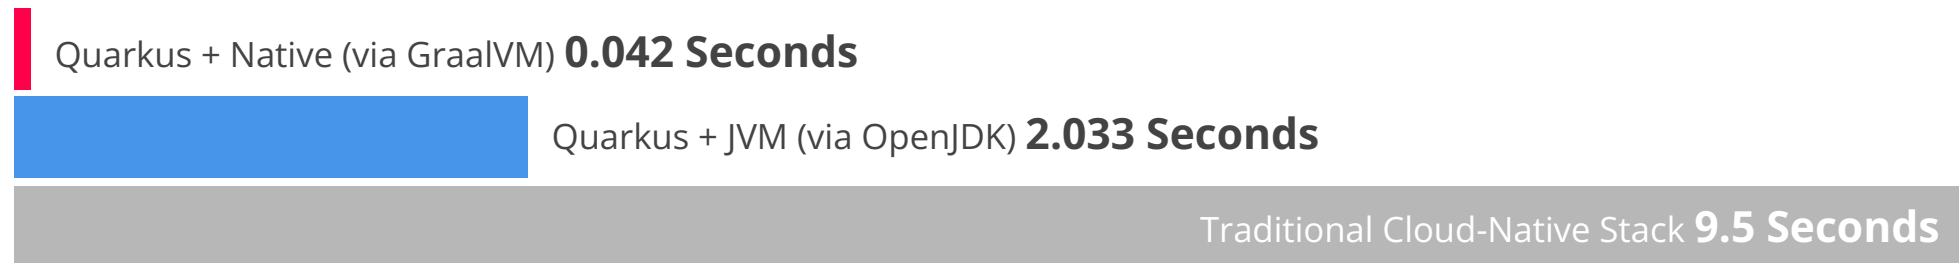 Quarkus + Native (via GraalVM) 0.042 Seconds
Quarkus + JVM (via OpenJDK) 2.033 Seconds
Traditional Cloud-Native Stack 9.5 Seconds